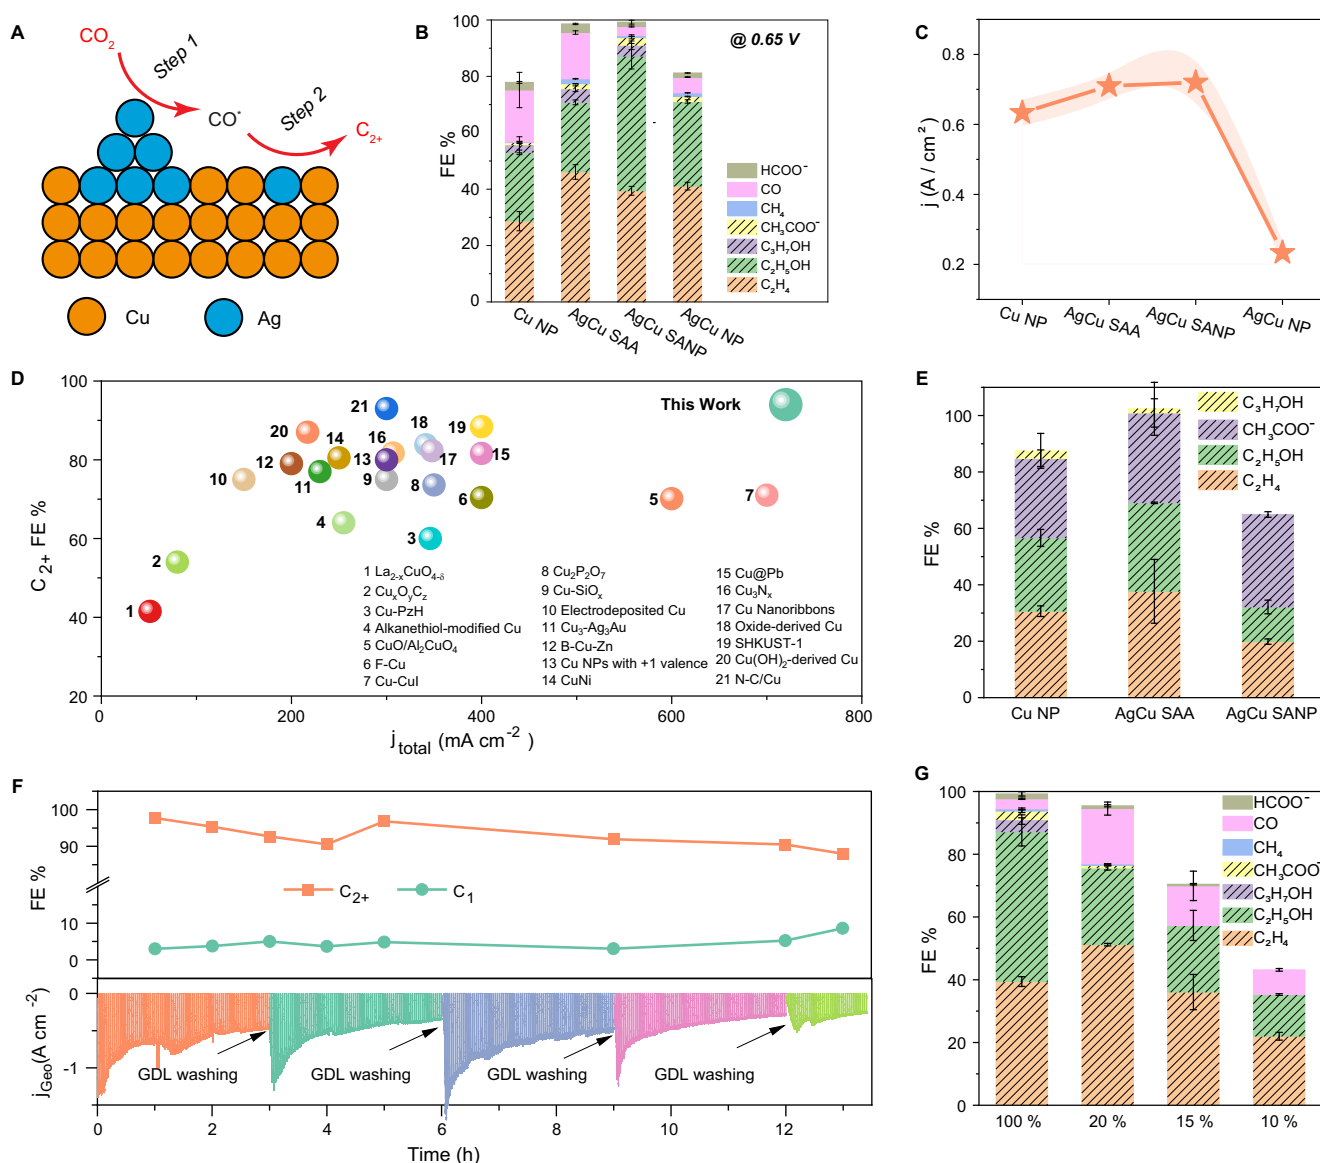 A
CO₂
Step 1
CO*
Step 2
C₂₊
Cu
Ag
B
@ 0.65 V
FE %
100
80
60
40
20
0
HCOO⁻
CO
CH₄
CH₃COO⁻
C₃H₇OH
C₂H₅OH
C₂H₄
Cu NP
AgCu SAA
AgCu SANP
AgCu NP
C
j (A / cm²)
0.8
0.6
0.4
0.2
Cu NP
AgCu SAA
AgCu SANP
AgCu NP
D
C₂₊ FE %
100
80
60
40
20
This Work
21
20
14
16
18
19
12
13
17
15
10
11
9
8
6
5
7
4
3
2
1
1 La₂₋ₓCuO₄₋δ
2 CuₓOᵧC_z
3 Cu-PzH
4 Alkanethiol-modified Cu
5 CuO/Al₂CuO₄
6 F-Cu
7 Cu-CuI
8 Cu₂P₂O₇
9 Cu-SiOₓ
10 Electrodeposited Cu
11 Cu₃-Ag₃Au
12 B-Cu-Zn
13 Cu NPs with +1 valence
14 CuNi
15 Cu@Pb
16 Cu₃Nₓ
17 Cu Nanoribbons
18 Oxide-derived Cu
19 SHKUST-1
20 Cu(OH)₂-derived Cu
21 N-C/Cu
0
200
400
600
800
j_total (mA cm⁻²)
E
FE %
100
80
60
40
20
0
C₃H₇OH
CH₃COO⁻
C₂H₅OH
C₂H₄
Cu NP
AgCu SAA
AgCu SANP
F
FE %
100
90
10
0
C₂₊
C₁
j_Geo(A cm⁻²)
0
-1
GDL washing
GDL washing
GDL washing
GDL washing
0
2
4
6
8
10
12
Time (h)
G
FE %
100
80
60
40
20
0
HCOO⁻
CO
CH₄
CH₃COO⁻
C₃H₇OH
C₂H₅OH
C₂H₄
100 %
20 %
15 %
10 %